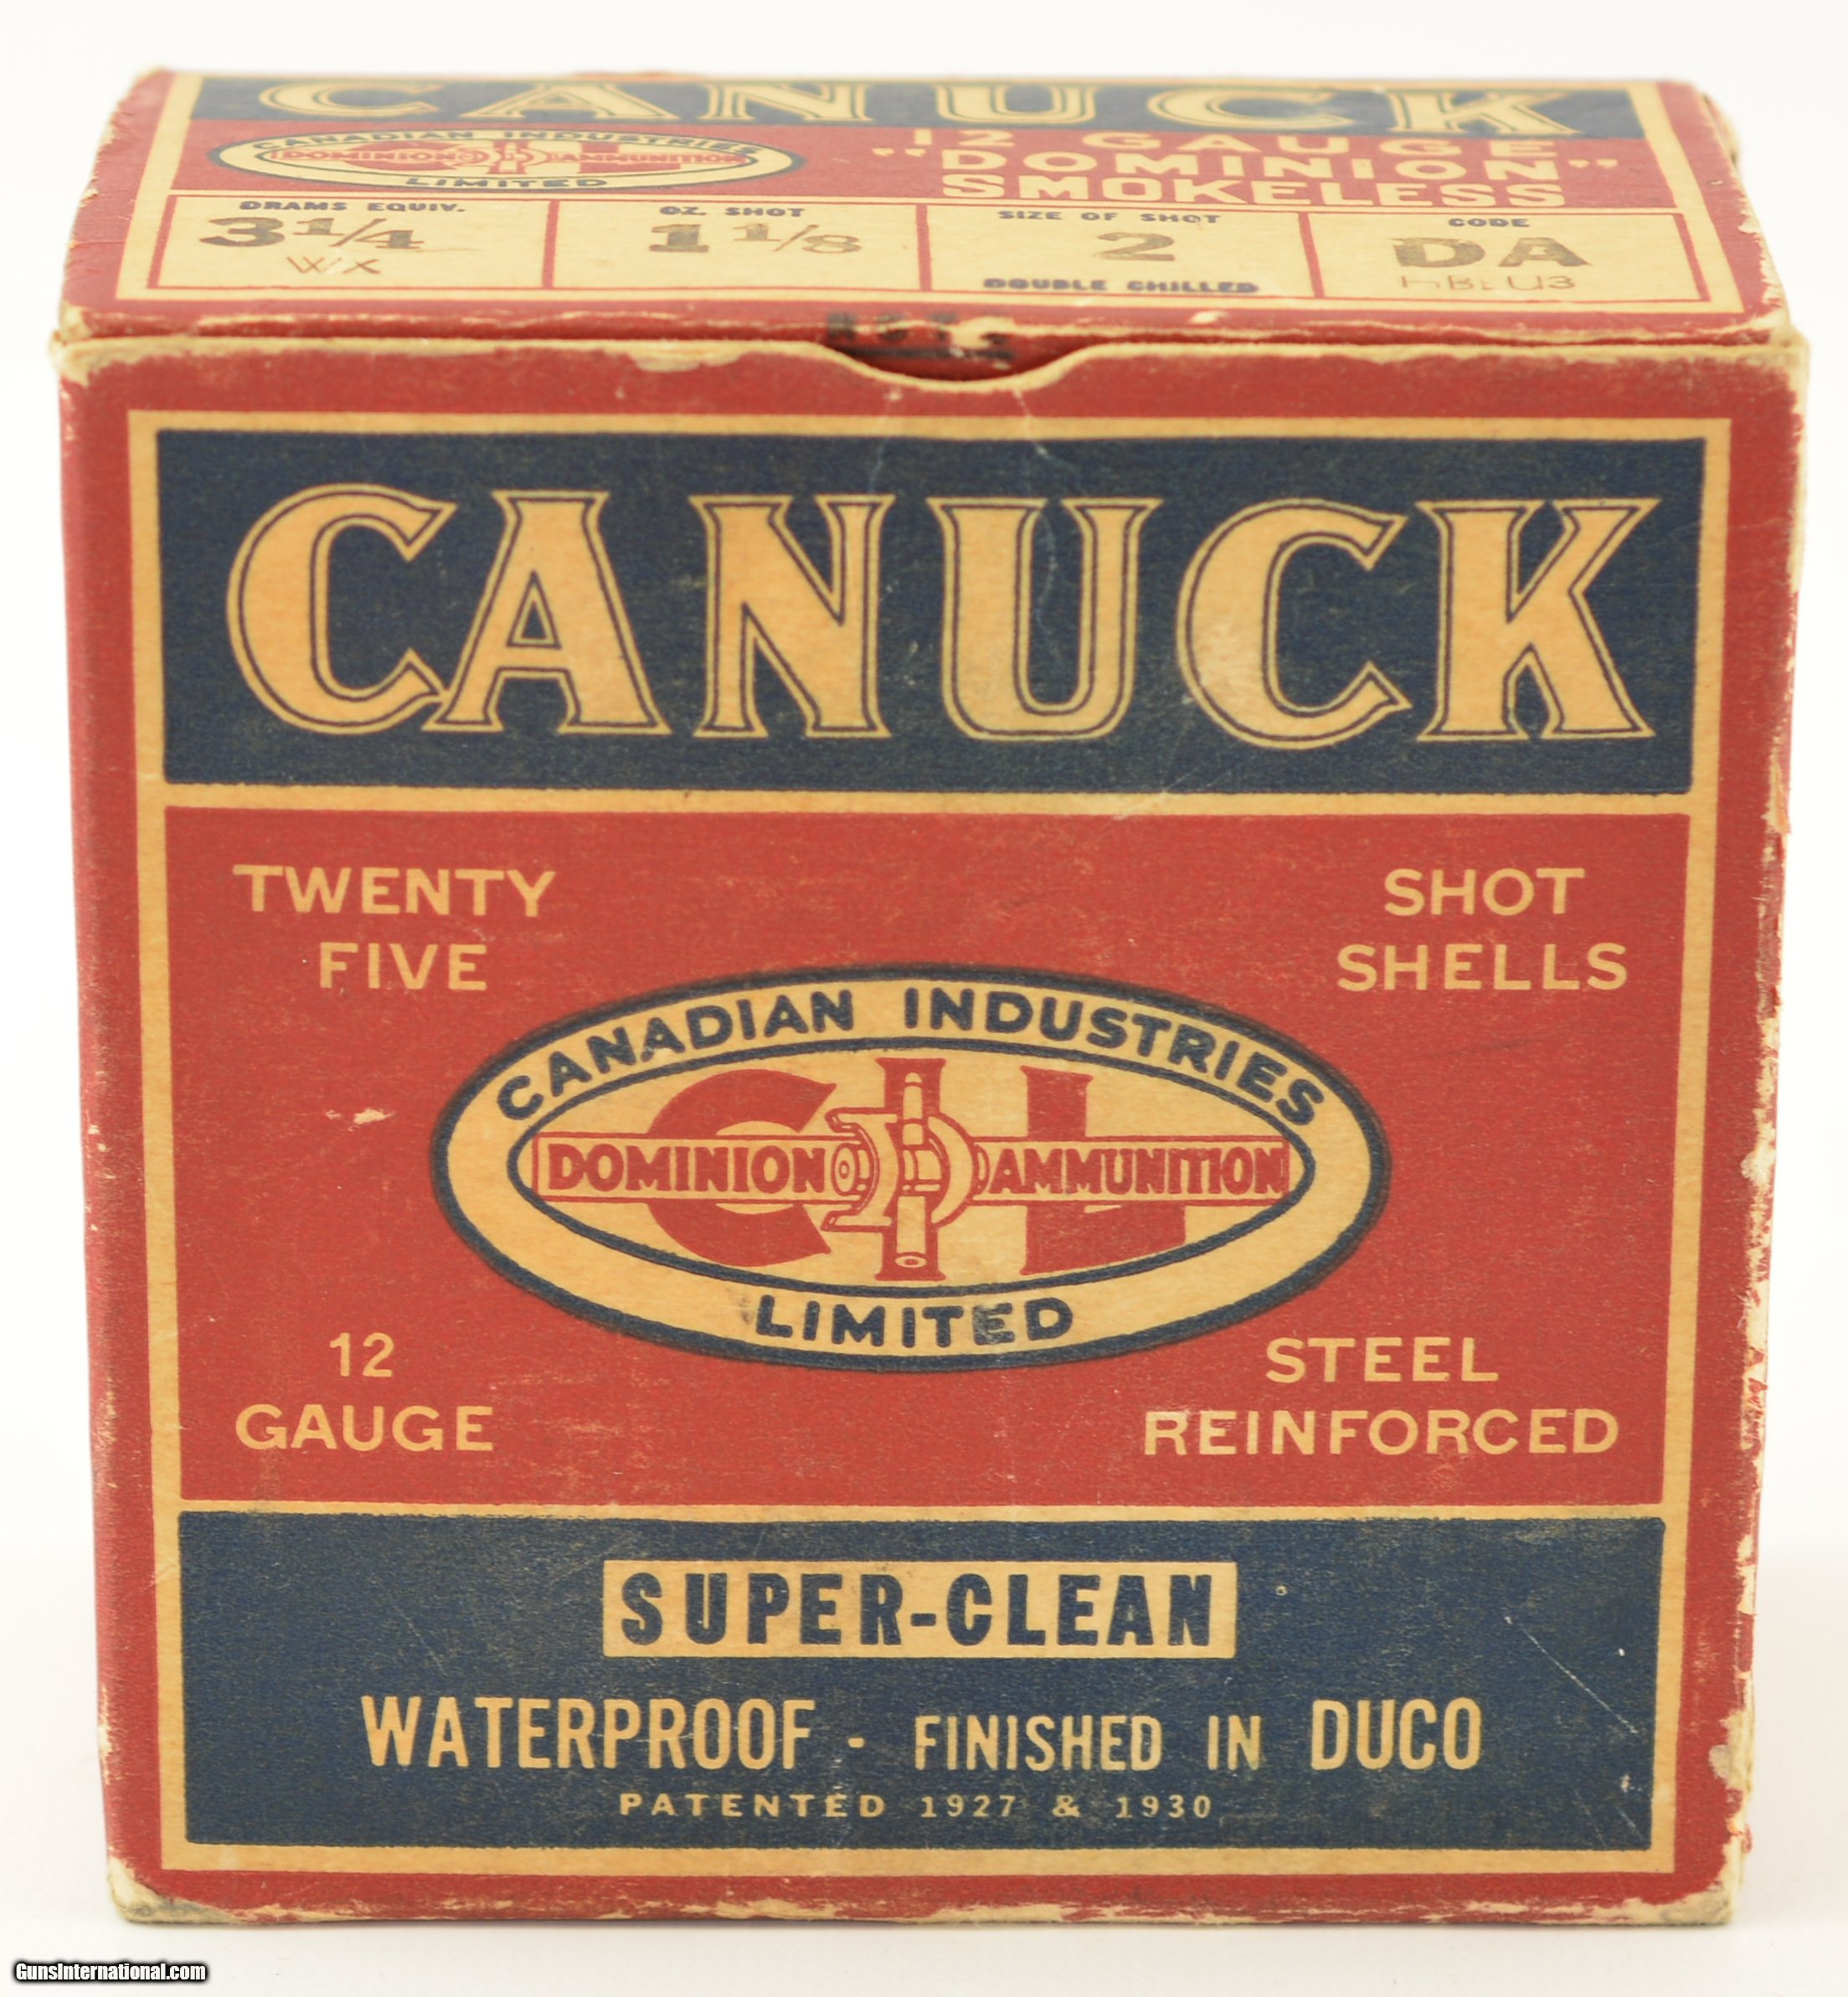 CANUCK
CANADIAN INDUSTRIES
DOMINION AMMUNITION
LIMITED
12 GAUGE
"DOMINION"
SMOKELESS
DRAMS EQUIV.
3 1/4
WX
OZ. SHOT
1 1/8
SIZE OF SHOT
2
DOUBLE CHILLED
CODE
DA
CANUCK
TWENTY
FIVE
SHOT
SHELLS
CANADIAN INDUSTRIES
CIL
DOMINION AMMUNITION
LIMITED
12
GAUGE
STEEL
REINFORCED
SUPER-CLEAN
WATERPROOF - FINISHED IN DUCO
PATENTED 1927 & 1930
GunsInternational.com